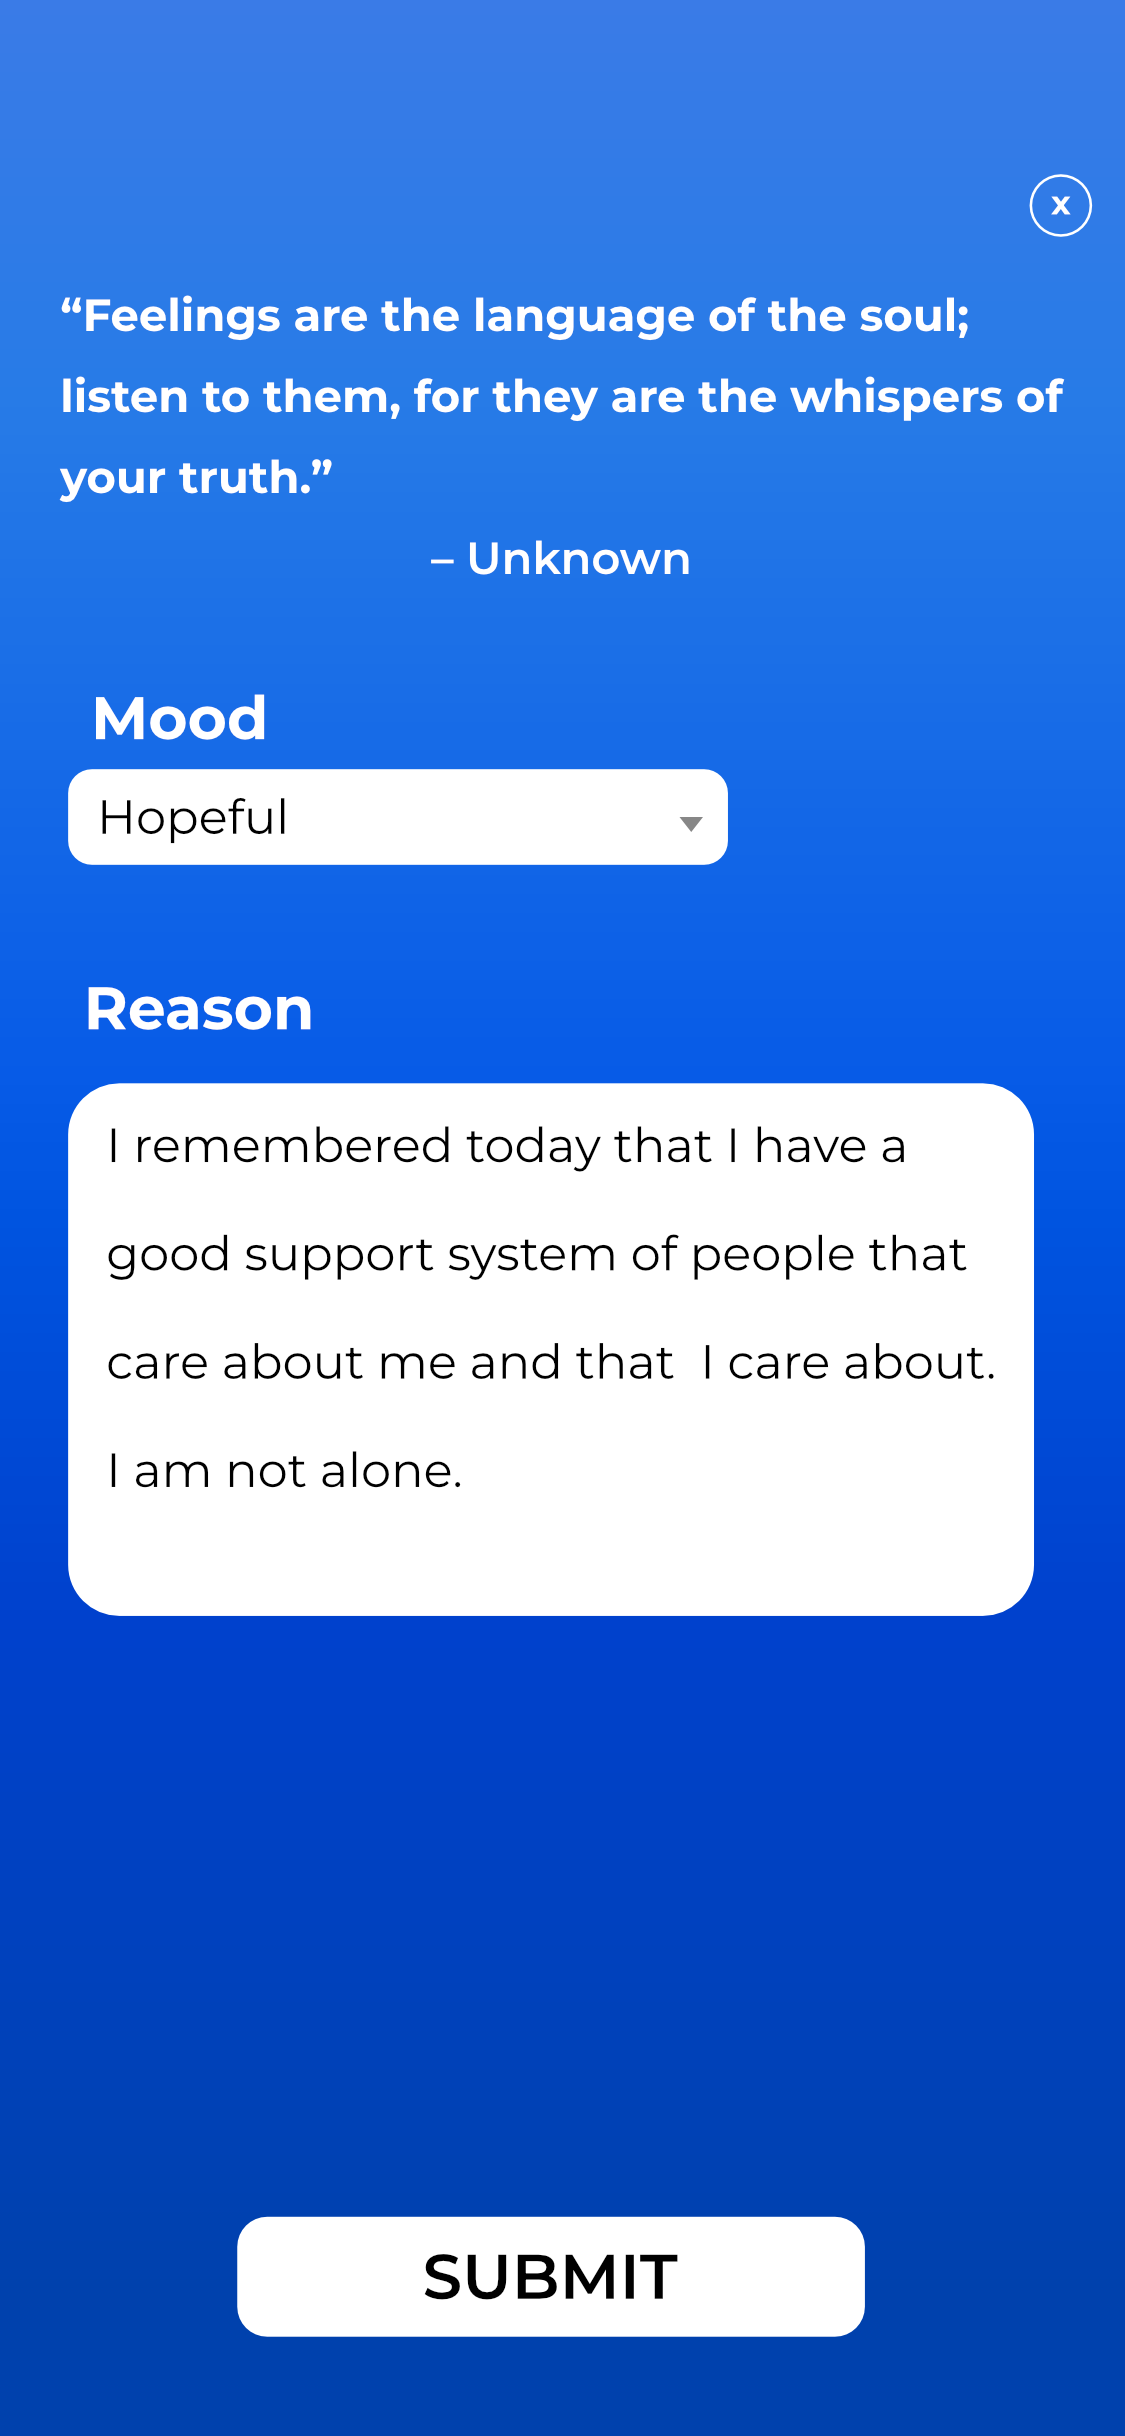 x
“Feelings are the language of the soul;
listen to them, for they are the whispers of
your truth.”
– Unknown
Mood
Hopeful
Reason
I remembered today that I have a
good support system of people that
care about me and that  I care about.
I am not alone.
SUBMIT